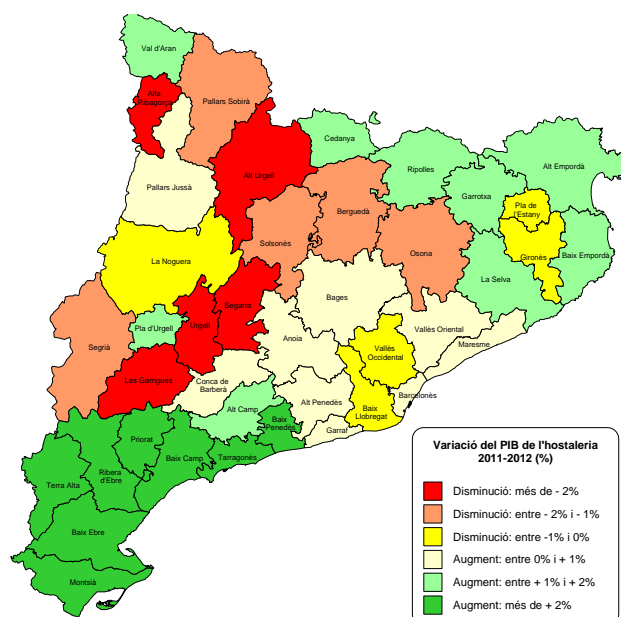 Val d'Aran
Alta
Ribagorça
Pallars Sobirà
Cedanya
Alt Empordà
Ripolles
Alt Urgell
Garrotxa
Pallars Jussà
Pla de
l'Estany
Berguedà
Solsonès
Osona
Gironès
Baix Empordà
La Noguera
La Selva
Bages
Segarra
Pla d'Urgell
Urgell
Vallès Oriental
Segrià
Anoia
Maresme
Vallès
Occidental
Les Garrigues
Conca de
Barberà
Barcelonès
Alt Penedès
Alt Camp
Baix
Llobregat
Baix
Penedès
Garraf
Priorat
Baix Camp
Tarragonès
Ribera
d'Ebre
Terra Alta
Baix Ebre
Montsià
Variació del PIB de l'hostaleria
2011-2012 (%)
Disminució: més de - 2%
Disminució: entre - 2% i - 1%
Disminució: entre -1% i 0%
Augment: entre 0% i + 1%
Augment: entre + 1% i + 2%
Augment: més de + 2%